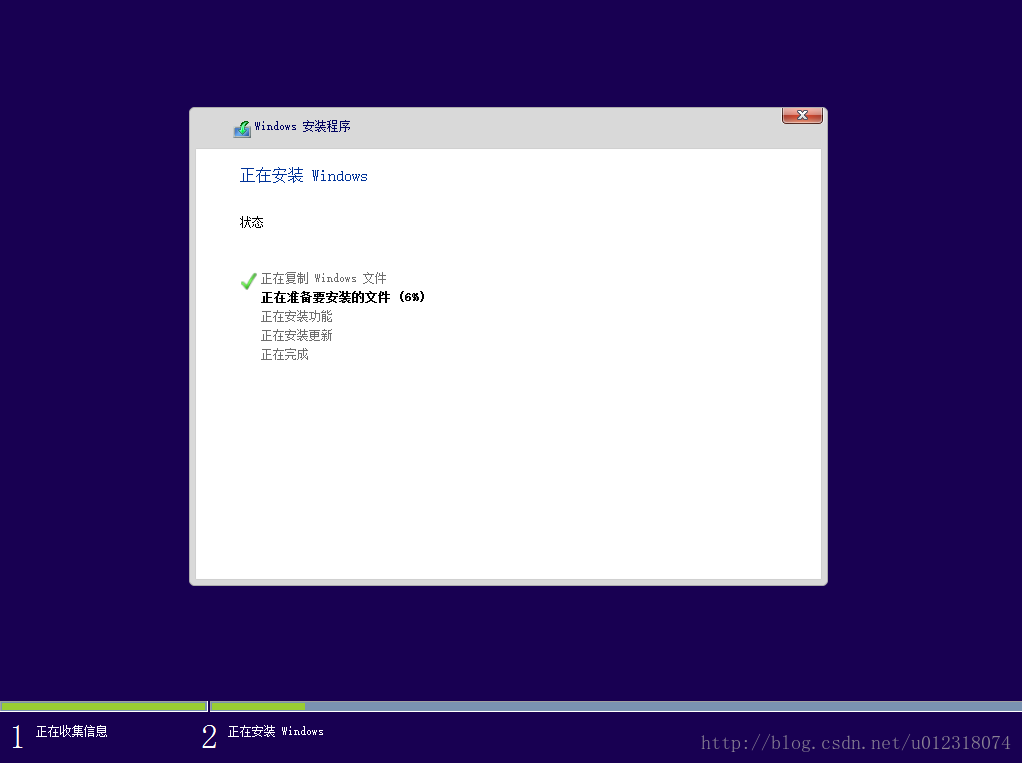 Windows 安装程序
正在安装 Windows
状态
正在复制 Windows 文件
正在准备要安装的文件 (6%)
正在安装功能
正在安装更新
正在完成
1 正在收集信息
2 正在安装 Windows
http://blog.csdn.net/u012318074